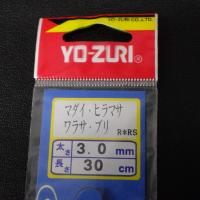 YO-ZURI CO.,LTD.
YO-ZURI®
マダイ・ヒラマサ
ワラサ・ブリ
R*RS
太さ 3.0 mm
長さ 30 cm